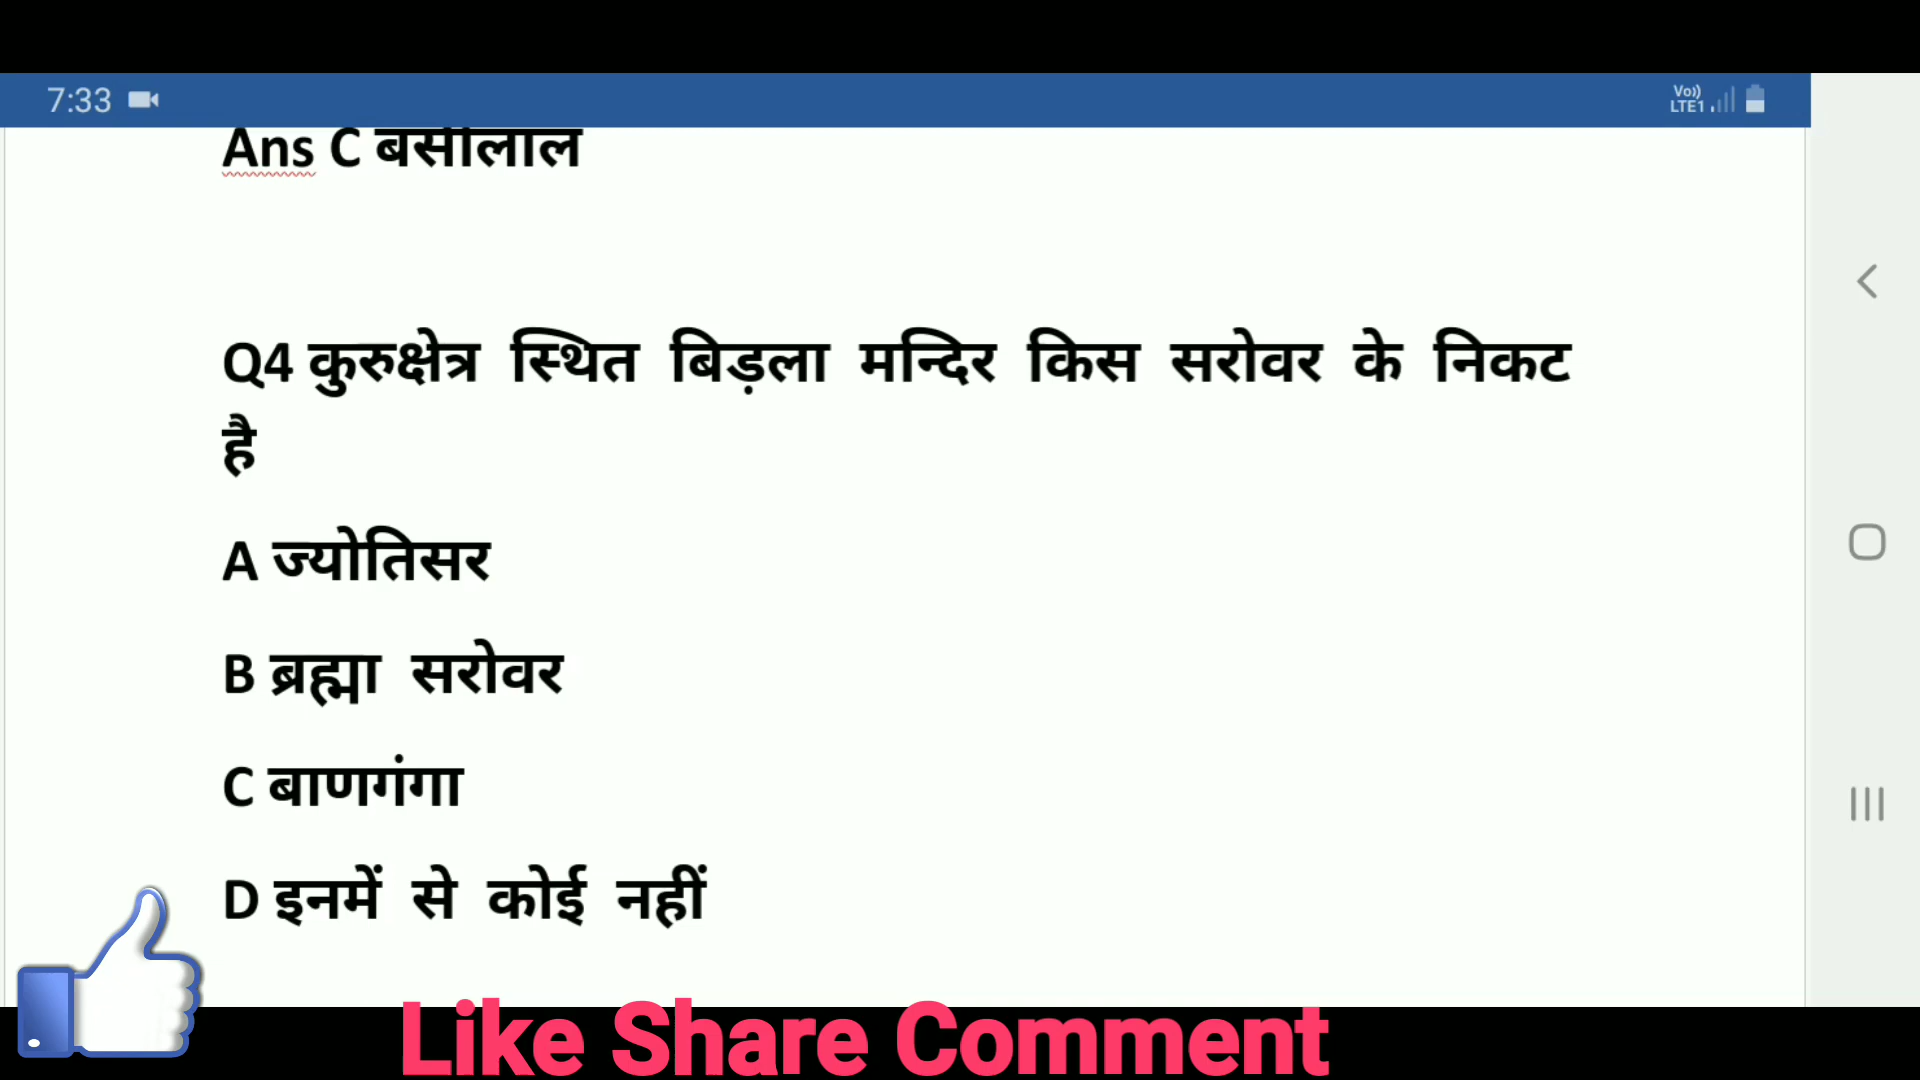 7:33
Vo))
LTE1
Ans C बसीलाल
Q4 कुरुक्षेत्र स्थित बिड़ला मन्दिर किस सरोवर के निकट
है
A ज्योतिसर
B ब्रह्मा सरोवर
C बाणगंगा
D इनमें से कोई नहीं
Like Share Comment